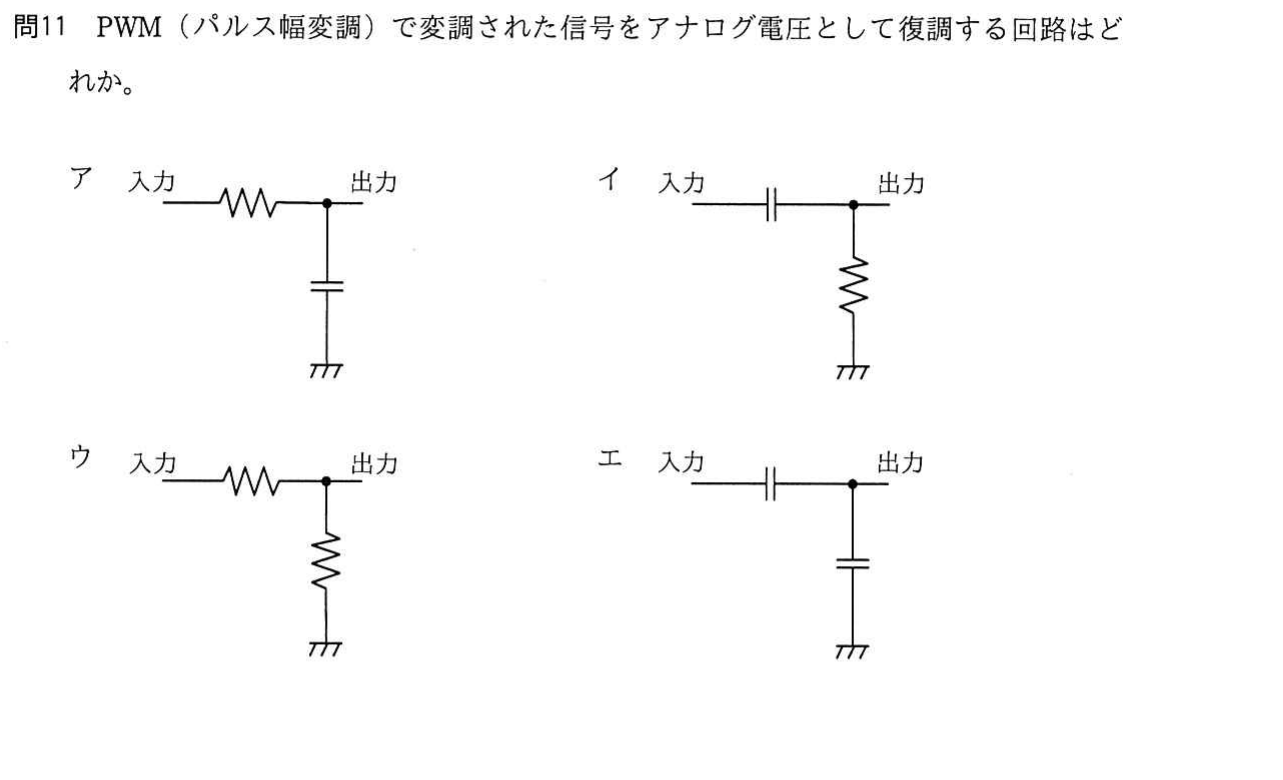 問11　PWM（パルス幅変調）で変調された信号をアナログ電圧として復調する回路はど
れか。
ア　入力　出力
イ　入力　出力
ウ　入力　出力
エ　入力　出力